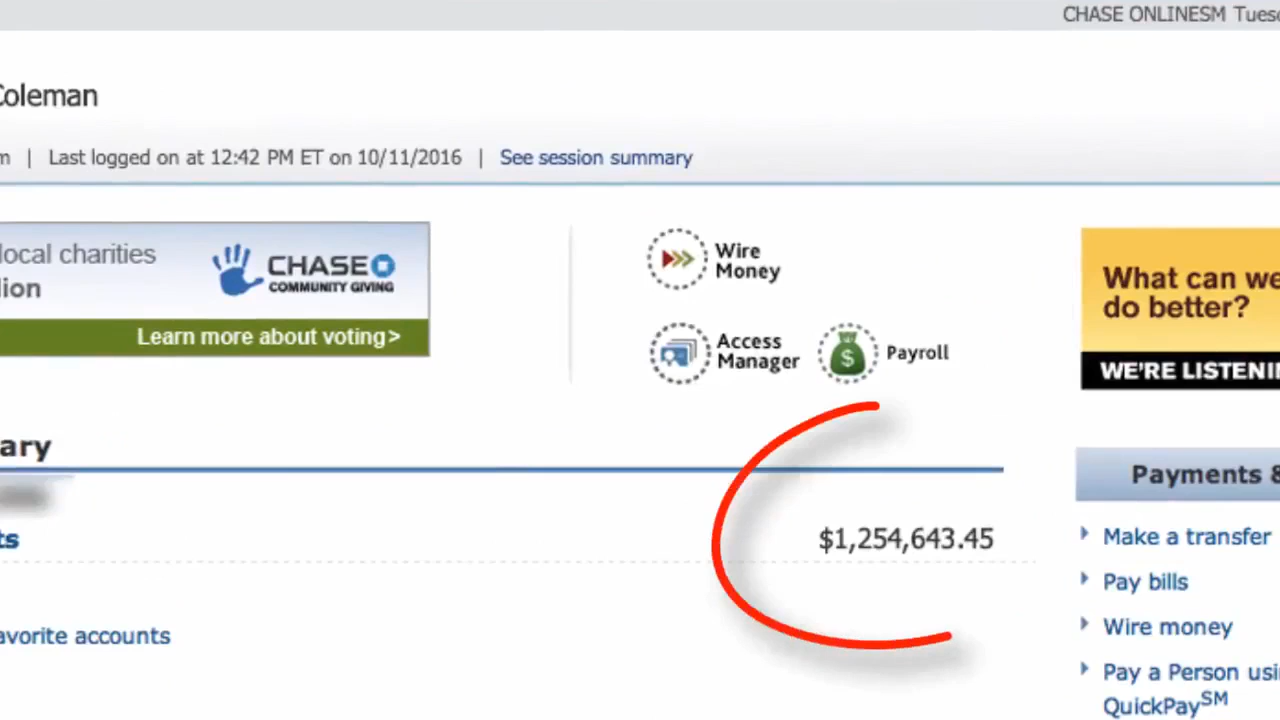 CHASE ONLINESM Tues
Coleman
m | Last logged on at 12:42 PM ET on 10/11/2016 | See session summary
local charities
lion
CHASE
COMMUNITY GIVING
Learn more about voting>
Wire
Money
Access
Manager
Payroll
What can we
do better?
WE'RE LISTENIN
ary
ts
$1,254,643.45
avorite accounts
Payments &
Make a transfer
Pay bills
Wire money
Pay a Person usi
QuickPaySM